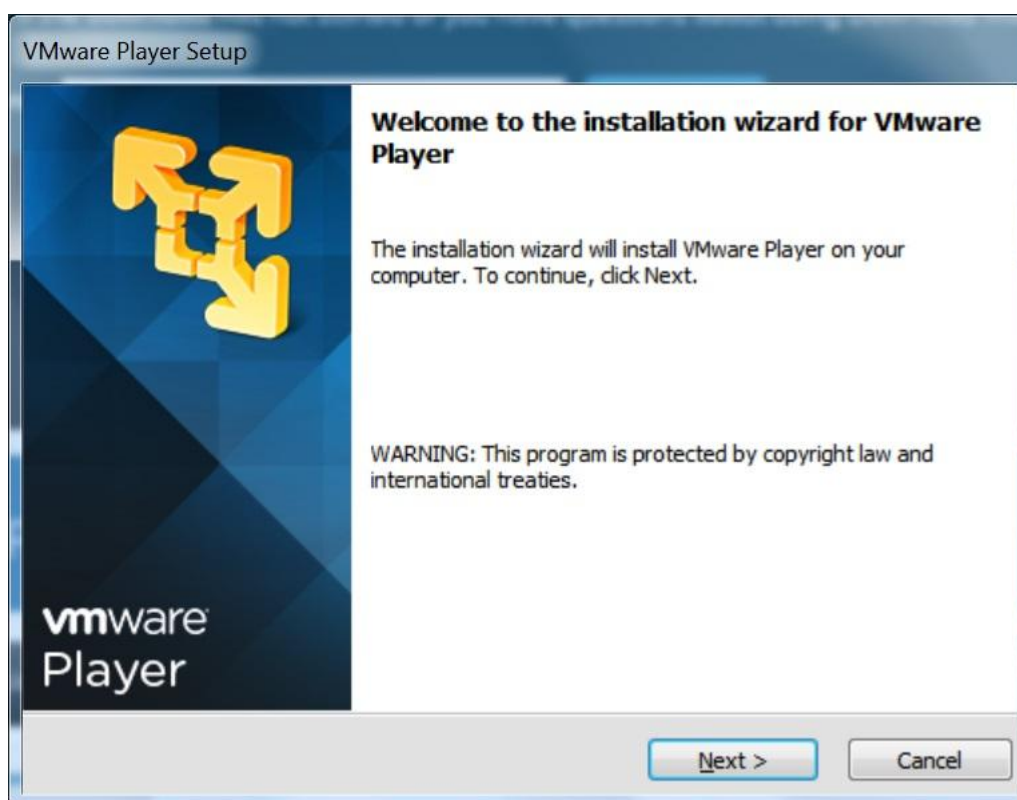 VMware Player Setup
Welcome to the installation wizard for VMware
Player
The installation wizard will install VMware Player on your
computer. To continue, click Next.
WARNING: This program is protected by copyright law and
international treaties.
vmware
Player
Next >
Cancel